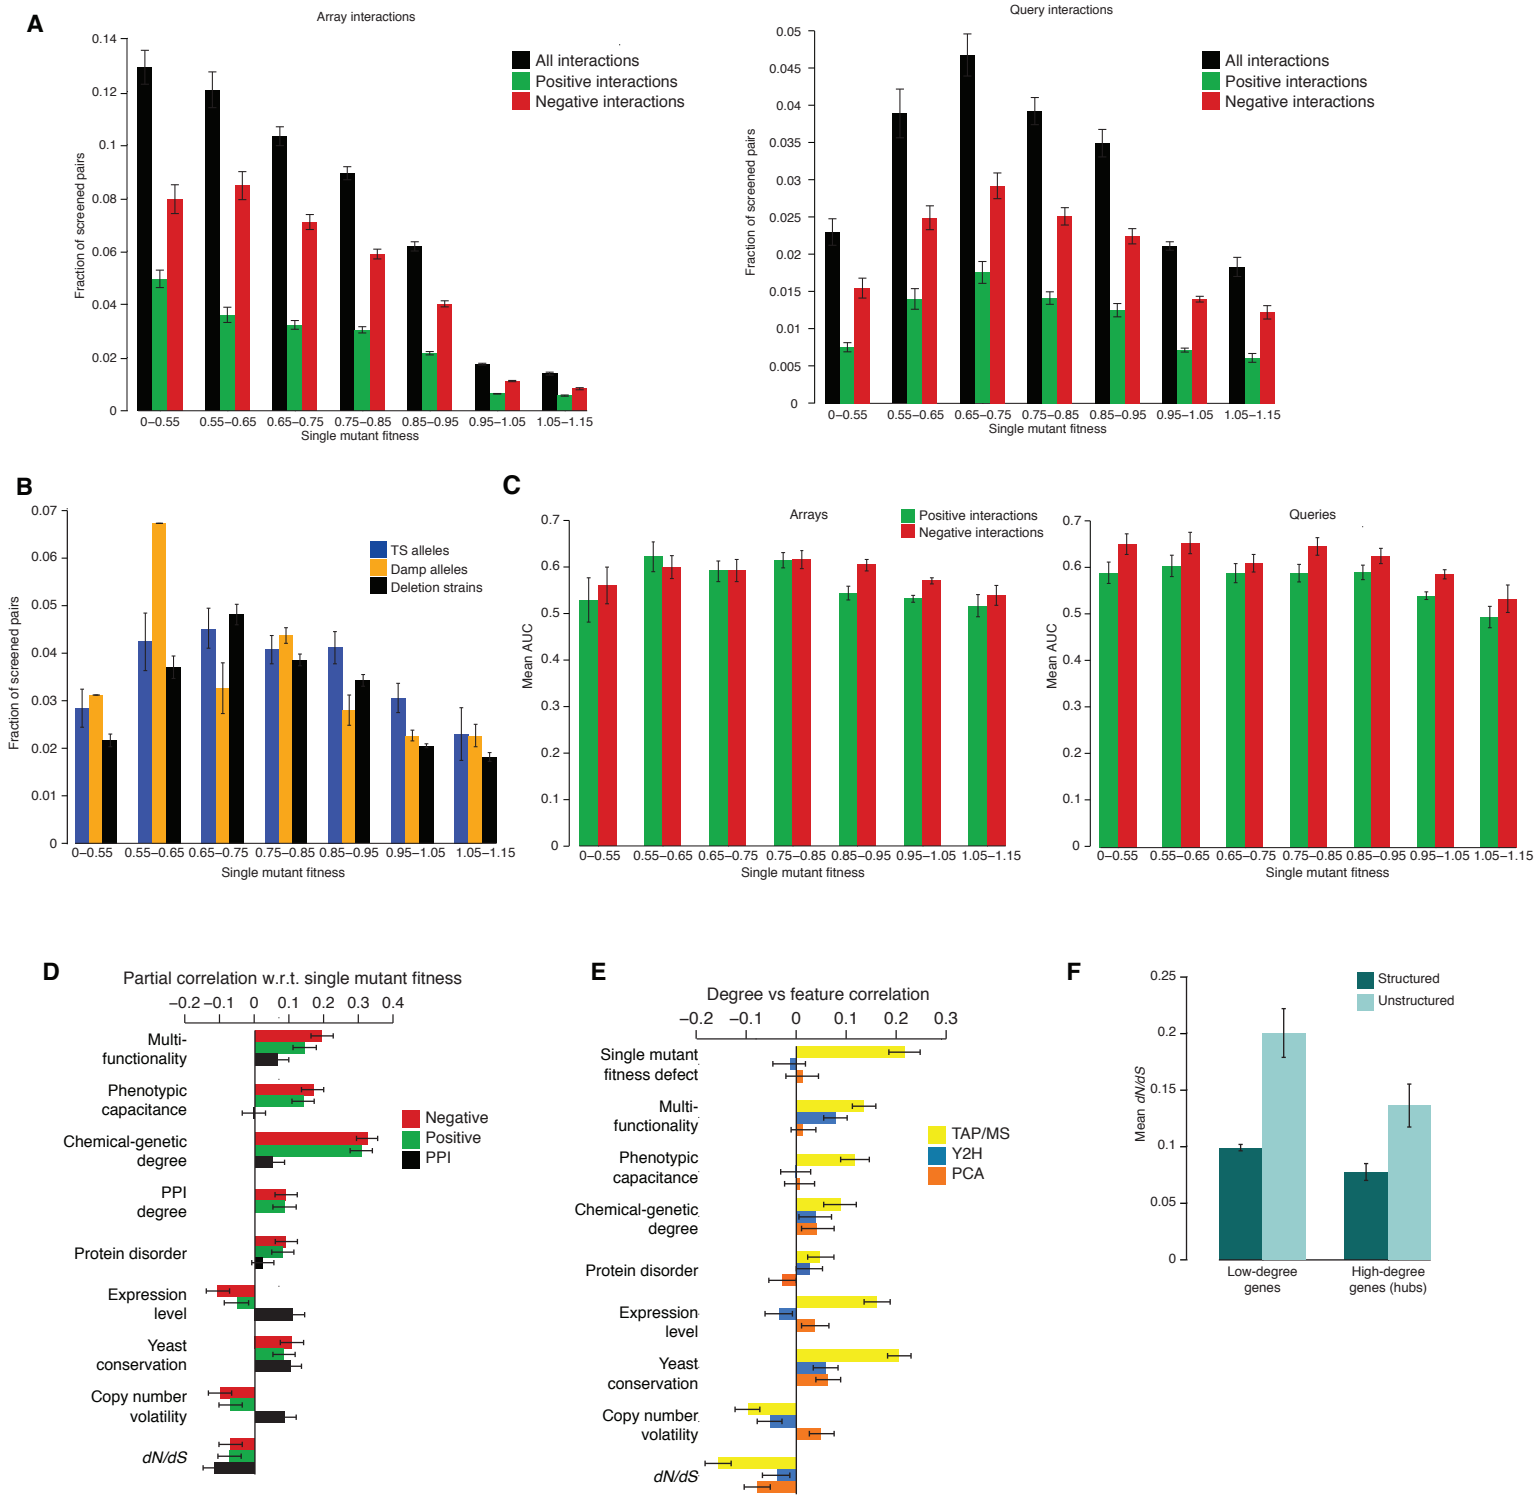 A
Array interactions
0.14
0.12
0.1
0.08
0.06
0.04
0.02
0
Fraction of screened pairs
All interactions
Positive interactions
Negative interactions
0–0.55 0.55–0.65 0.65–0.75 0.75–0.85 0.85–0.95 0.95–1.05 1.05–1.15
Single mutant fitness
Query interactions
0.05
0.045
0.04
0.035
0.03
0.025
0.02
0.015
0.01
0.005
0
Fraction of screened pairs
All interactions
Positive interactions
Negative interactions
0–0.55 0.55–0.65 0.65–0.75 0.75–0.85 0.85–0.95 0.95–1.05 1.05–1.15
Single mutant fitness
B
0.07
0.06
0.05
0.04
0.03
0.02
0.01
0
Fraction of screened pairs
TS alleles
Damp alleles
Deletion strains
0–0.55 0.55–0.65 0.65–0.75 0.75–0.85 0.85–0.95 0.95–1.05 1.05–1.15
Single mutant fitness
C
Arrays
0.7
0.6
0.5
0.4
0.3
0.2
0.1
0
Mean AUC
Positive interactions
Negative interactions
0–0.55 0.55–0.65 0.65–0.75 0.75–0.85 0.85–0.95 0.95–1.05 1.05–1.15
Single mutant fitness
Queries
0.7
0.6
0.5
0.4
0.3
0.2
0.1
0
Mean AUC
0–0.55 0.55–0.65 0.65–0.75 0.75–0.85 0.85–0.95 0.95–1.05 1.05–1.15
Single mutant fitness
D
Partial correlation w.r.t. single mutant fitness
–0.2 –0.1 0 0.1 0.2 0.3 0.4
Multi-
functionality
Phenotypic
capacitance
Chemical-genetic
degree
PPI
degree
Protein disorder
Expression
level
Yeast
conservation
Copy number
volatility
dN/dS
Negative
Positive
PPI
E
Degree vs feature correlation
–0.2 –0.1 0 0.1 0.2 0.3
Single mutant
fitness defect
Multi-
functionality
Phenotypic
capacitance
Chemical-genetic
degree
Protein disorder
Expression
level
Yeast
conservation
Copy number
volatility
dN/dS
TAP/MS
Y2H
PCA
F
0.25
0.2
0.15
0.1
0.05
0
Mean dN/dS
Structured
Unstructured
Low-degree
genes
High-degree
genes (hubs)